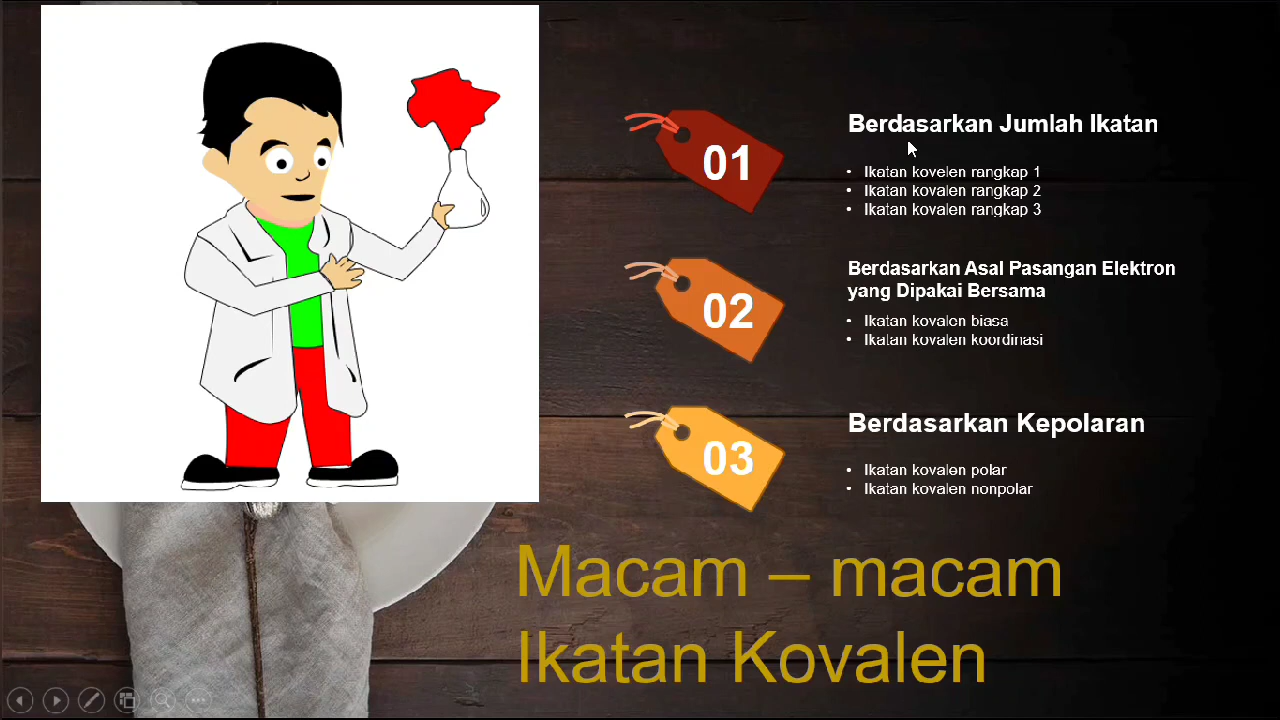 01
Berdasarkan Jumlah Ikatan
• Ikatan kovelen rangkap 1
• Ikatan kovelen rangkap 2
• Ikatan kovelen rangkap 3
02
Berdasarkan Asal Pasangan Elektron
yang Dipakai Bersama
• Ikatan kovalen biasa
• Ikatan kovalen koordinasi
03
Berdasarkan Kepolaran
• Ikatan kovalen polar
• Ikatan kovalen nonpolar
Macam – macam
Ikatan Kovalen